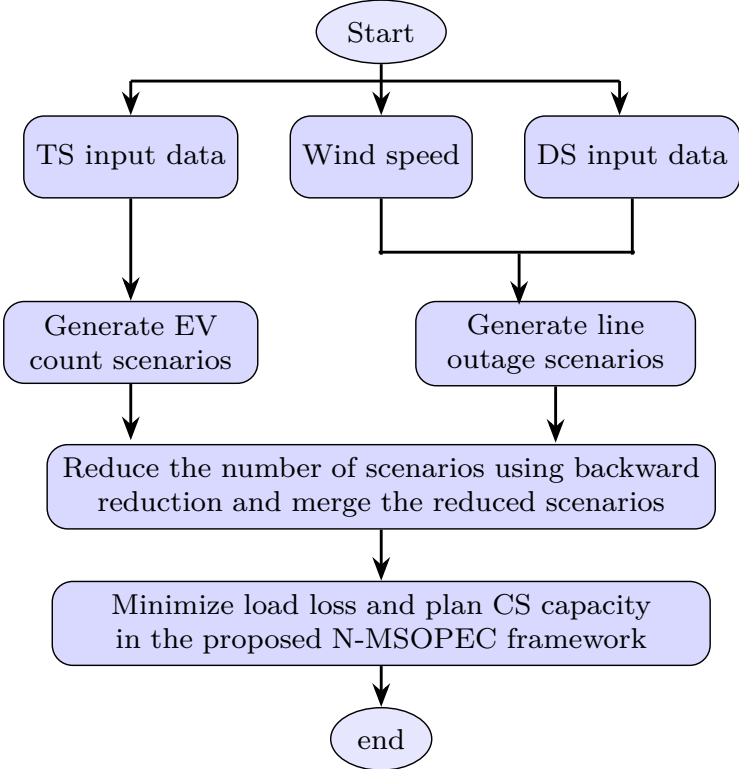 Start
TS input data
Wind speed
DS input data
Generate EV
count scenarios
Generate line
outage scenarios
Reduce the number of scenarios using backward
reduction and merge the reduced scenarios
Minimize load loss and plan CS capacity
in the proposed N-MSOPEC framework
end